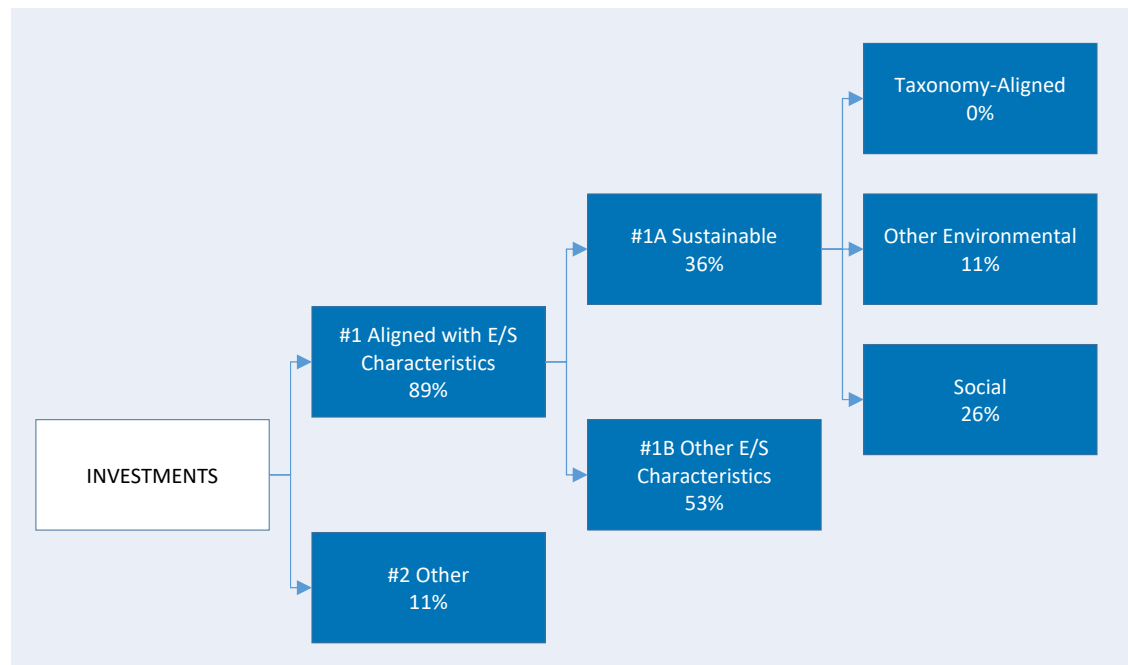 INVESTMENTS
#1 Aligned with E/S
Characteristics
89%
#2 Other
11%
#1A Sustainable
36%
#1B Other E/S
Characteristics
53%
Taxonomy-Aligned
0%
Other Environmental
11%
Social
26%